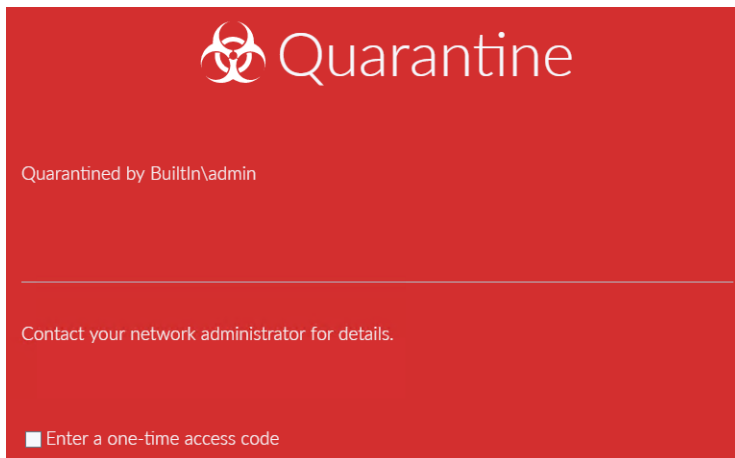 Quarantine
Quarantined by BuiltIn\admin
Contact your network administrator for details.
Enter a one-time access code